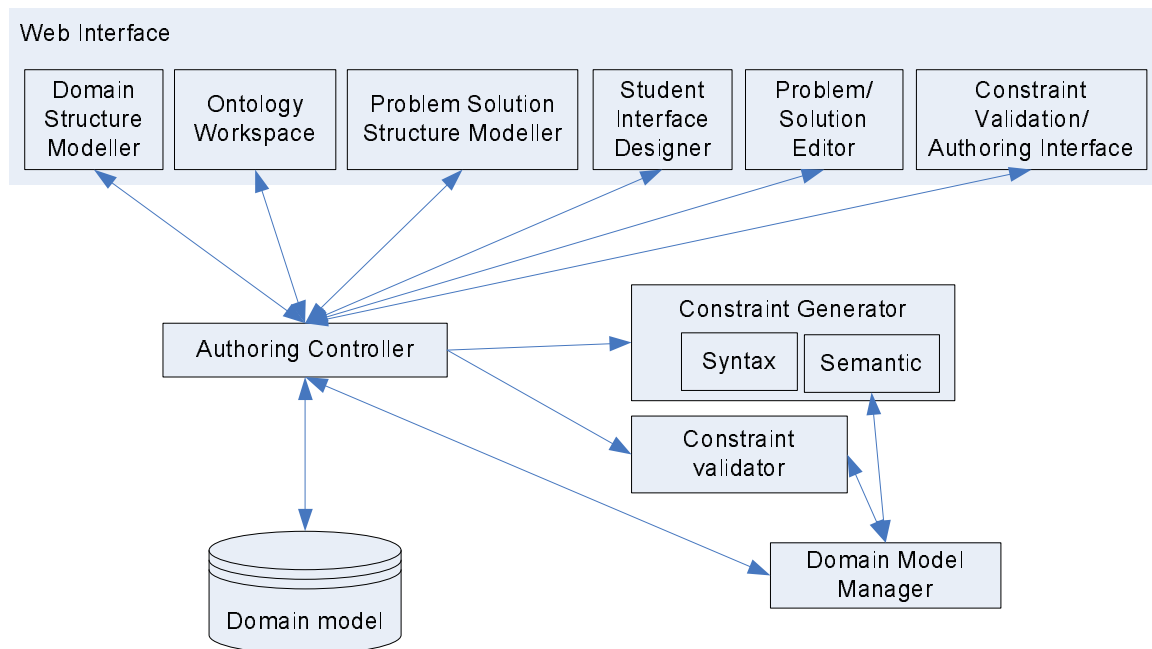 Web Interface
Domain
Structure
Modeller
Ontology
Workspace
Problem Solution
Structure Modeller
Student
Interface
Designer
Problem/
Solution
Editor
Constraint
Validation/
Authoring Interface
Authoring Controller
Constraint Generator
Syntax
Semantic
Constraint
validator
Domain Model
Manager
Domain model